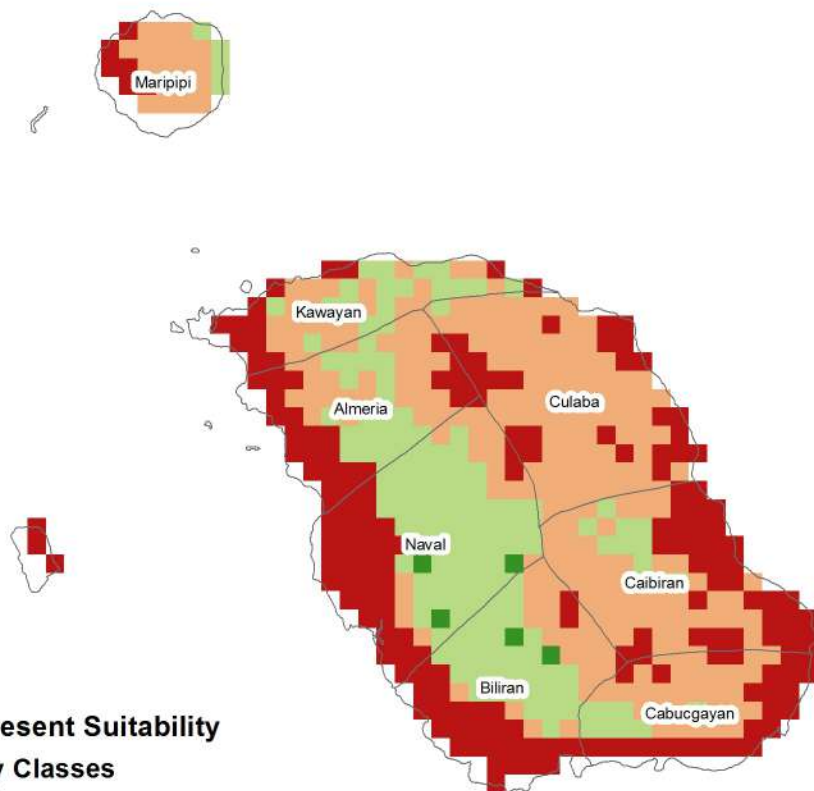 Maripipi
Kawayan
Almeria
Culaba
Naval
Caibiran
Biliran
Cabucgayan
esent Suitability
y Classes